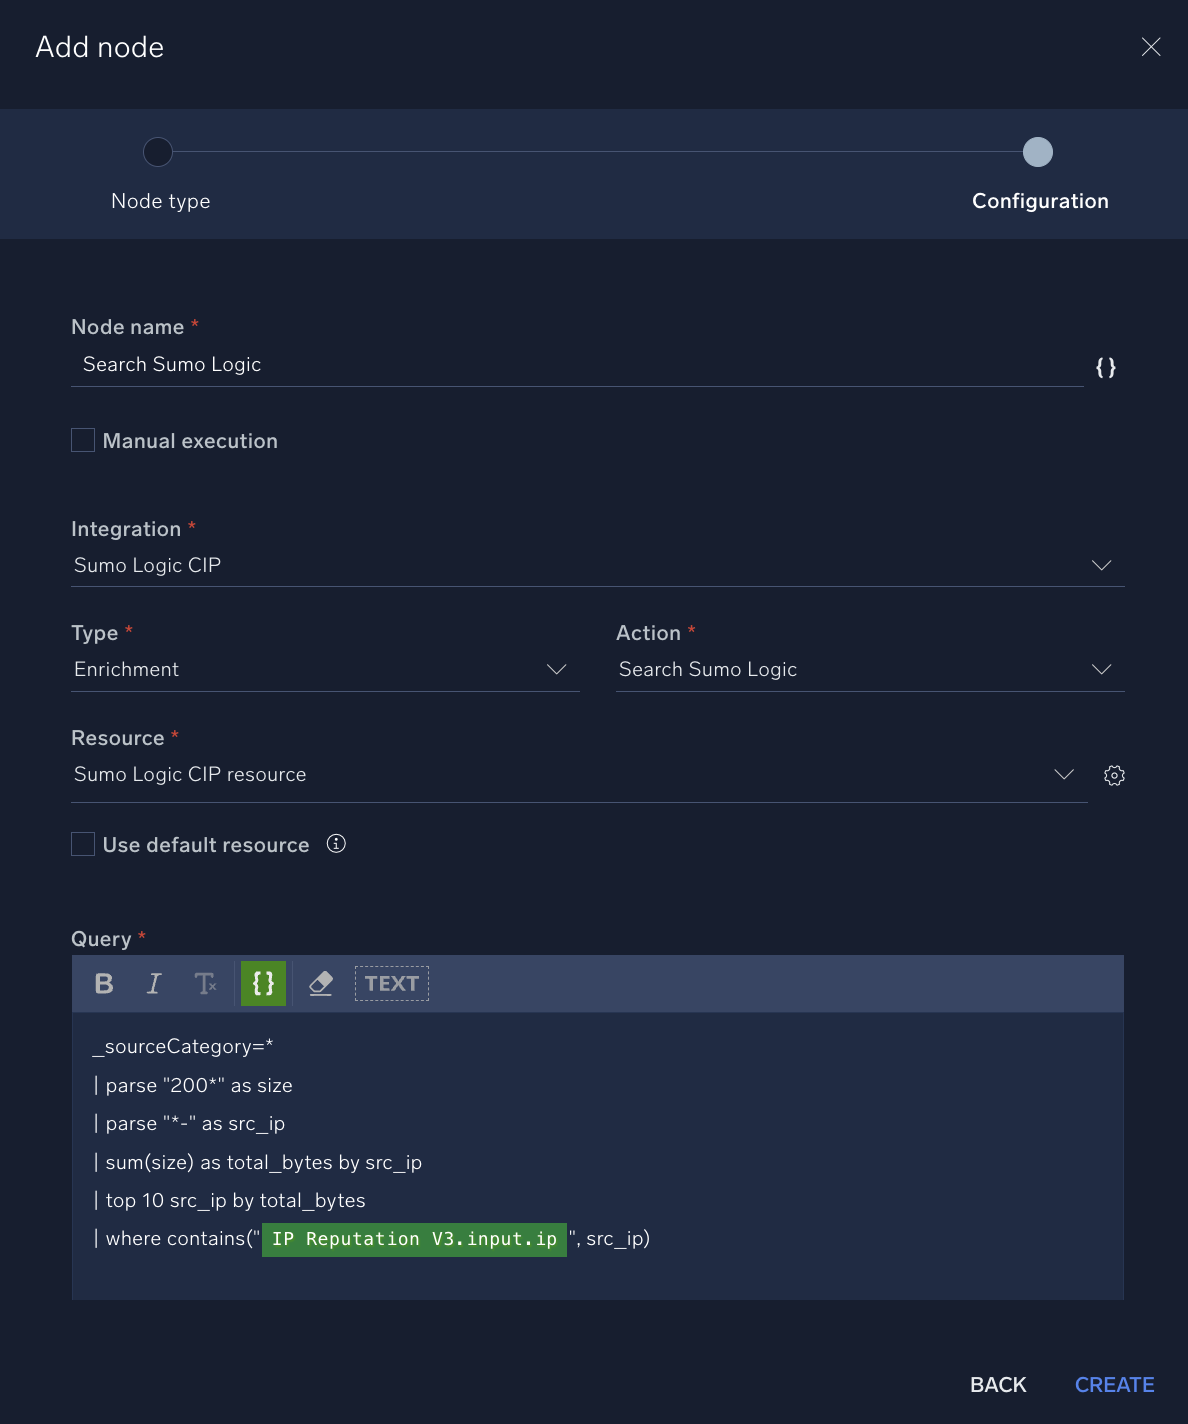 Add node
Node type
Configuration
Node name *
Search Sumo Logic
{}
Manual execution
Integration *
Sumo Logic CIP
Type *
Action *
Enrichment
Search Sumo Logic
Resource *
Sumo Logic CIP resource
Use default resource
Query *
B I Tx {} TEXT
_sourceCategory=*
| parse "200*" as size
| parse "*-" as src_ip
| sum(size) as total_bytes by src_ip
| top 10 src_ip by total_bytes
| where contains("IP Reputation V3.input.ip", src_ip)
BACK CREATE